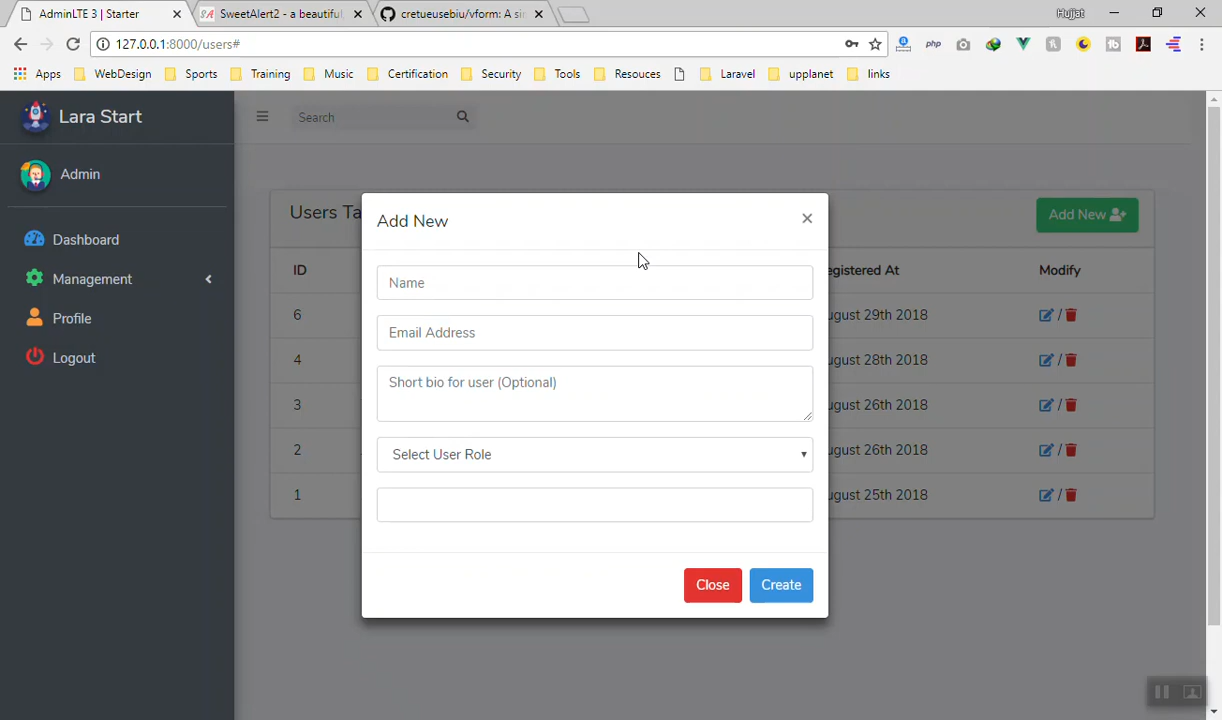 AdminLTE 3 | Starter
SweetAlert2 - a beautiful
cretueusebiu/vform: A si
Hujjat
127.0.0.1:8000/users#
php
Apps WebDesign Sports Training Music Certification Security Tools Resouces Laravel upplanet links
Lara Start
Search
Admin
Dashboard
Management
Profile
Logout
Users Ta
Add New
Add New
ID
egistered At
Modify
Name
6
ugust 29th 2018
/
Email Address
4
ugust 28th 2018
/
Short bio for user (Optional)
3
ugust 26th 2018
/
Select User Role
2
ugust 26th 2018
/
1
ugust 25th 2018
/
Close
Create